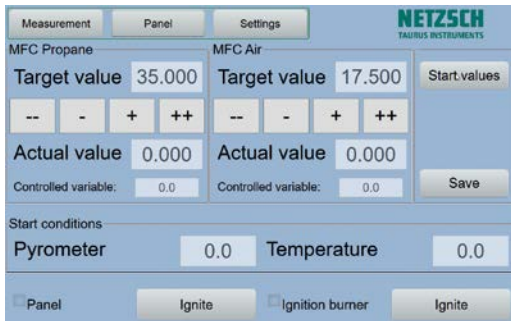 Measurement Panel Settings NETZSCH
TAURUS INSTRUMENTS
MFC Propane MFC Air
Target value 35.000 Target value 17.500 Start.values
-- - + ++ -- - + ++
Actual value 0.000 Actual value 0.000
Controlled variable: 0.0 Controlled variable: 0.0 Save
Start conditions
Pyrometer 0.0 Temperature 0.0
Panel Ignite Ignition burner Ignite